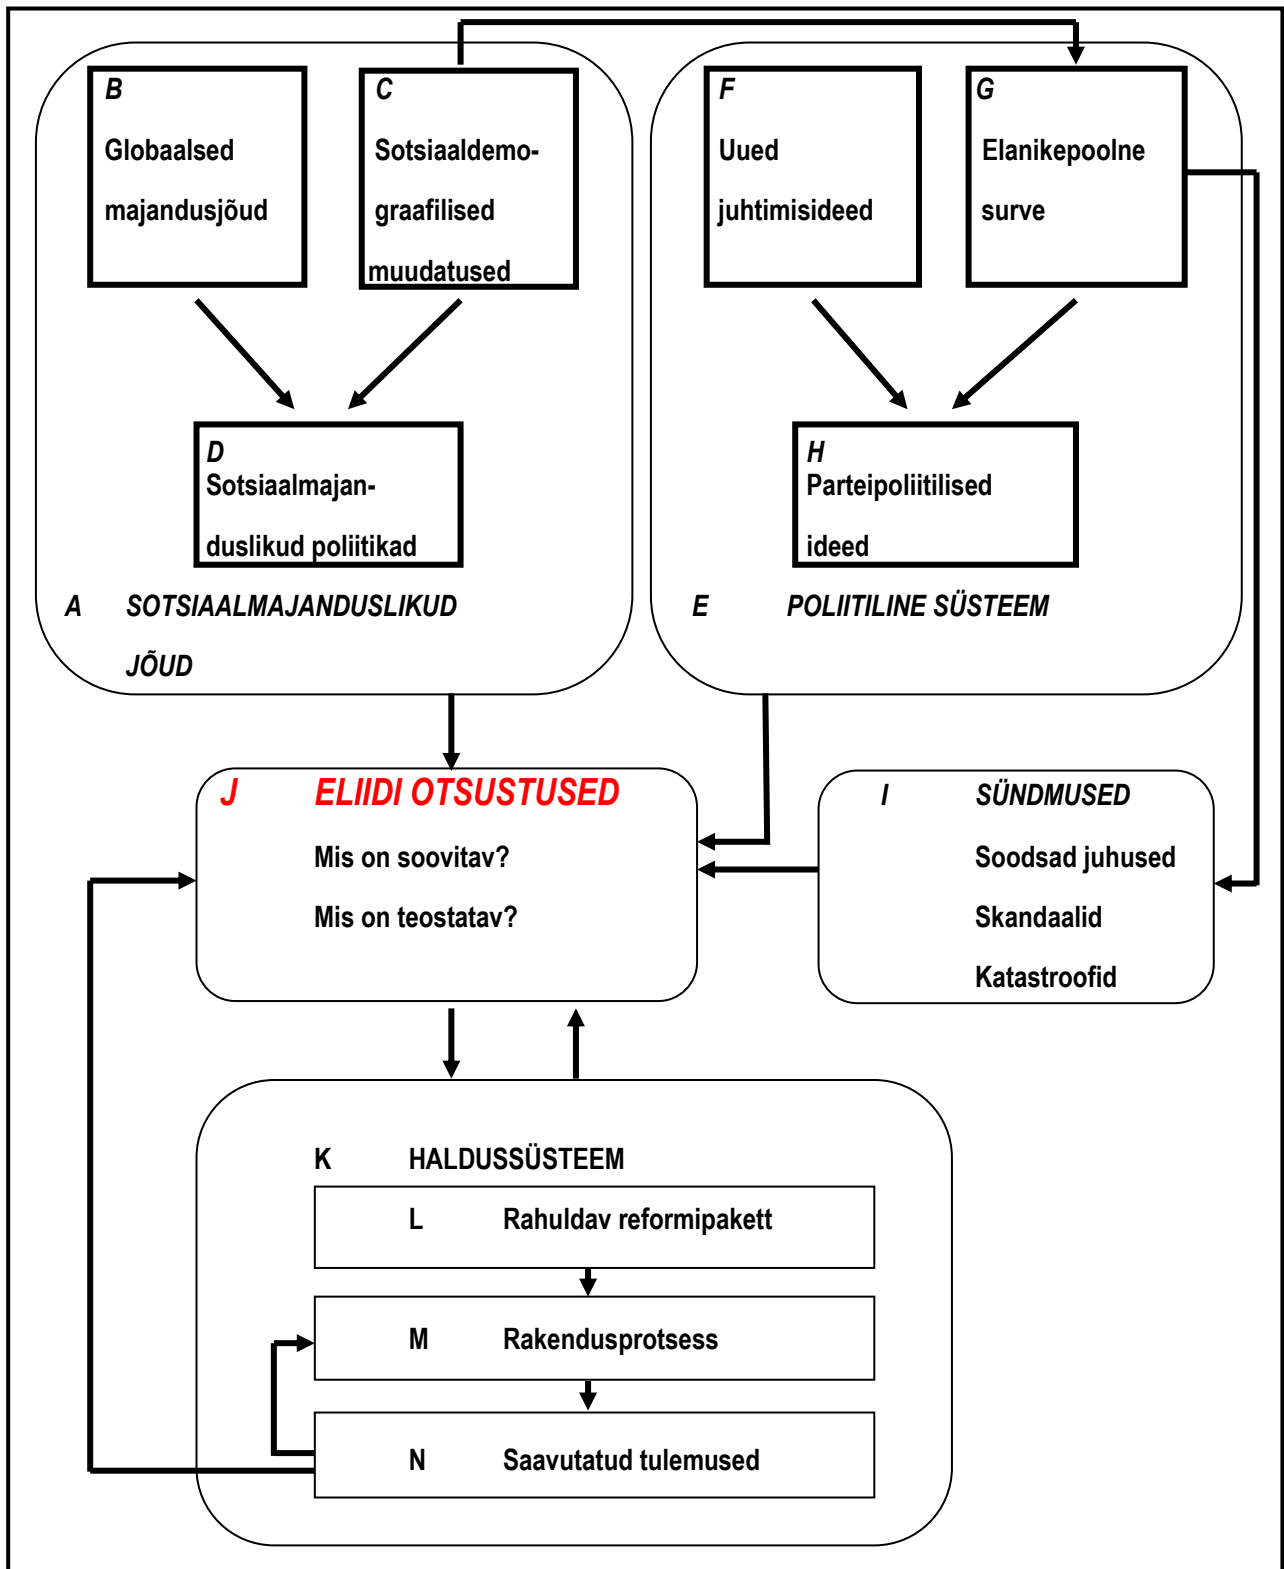 B
Globaalsed
majandusjõud
C
Sotsiaaldemo-
graafilised
muudatused
D
Sotsiaalmajan-
duslikud poliitikad
A SOTSIAALMAJANDUSLIKUD
JÕUD
F
Uued
juhtimisideed
G
Elanikepoolne
surve
H
Parteipoliitilised
ideed
E POLIITILINE SÜSTEEM
J ELIIDI OTSUSTUSED
Mis on soovitav?
Mis on teostatav?
I SÜNDMUSED
Soodsad juhused
Skandaalid
Katastroofid
K HALDUSSÜSTEEM
L Rahuldav reformipakett
M Rakendusprotsess
N Saavutatud tulemused